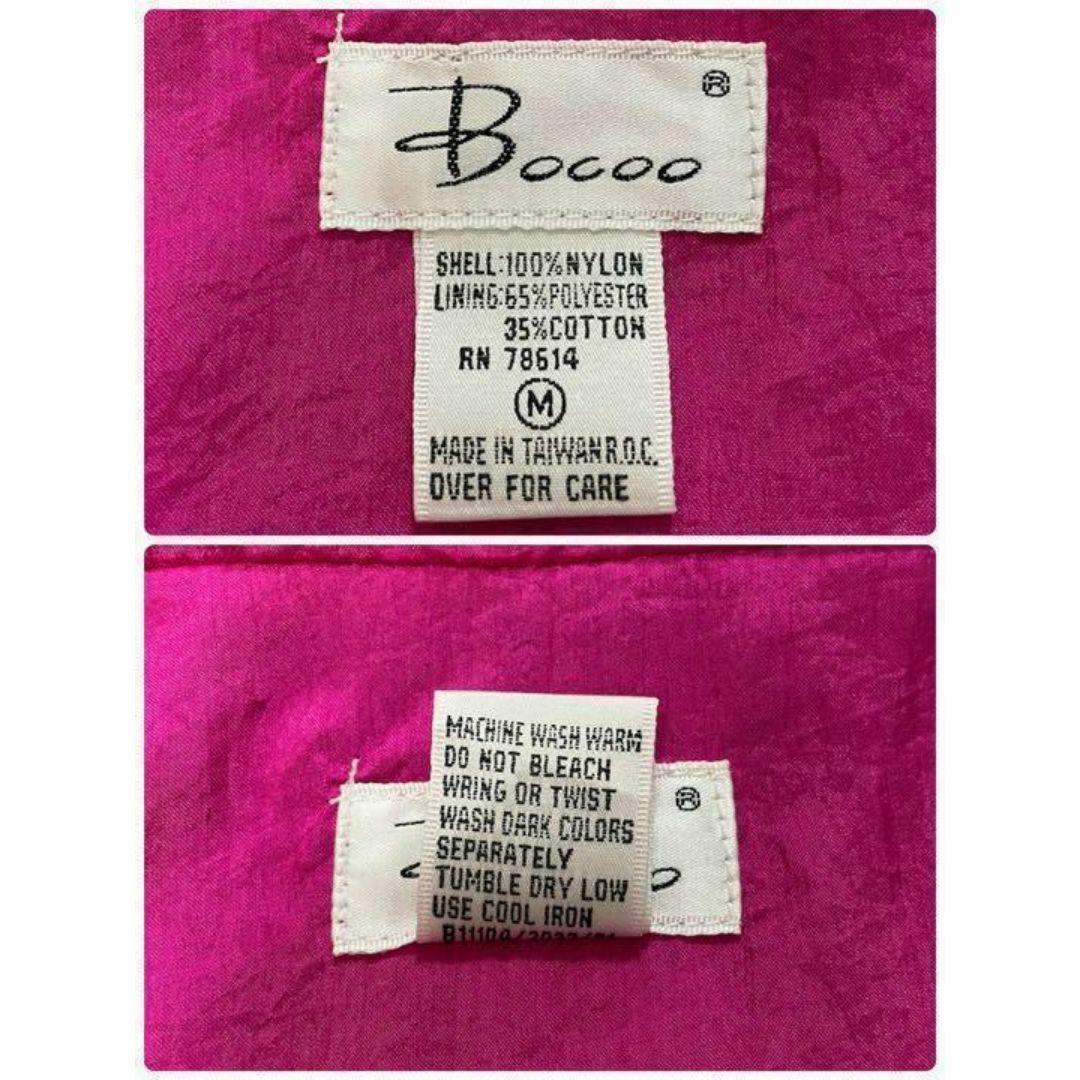 Bocoo ®
SHELL:100%NYLON
LINING:65%POLYESTER
35%COTTON
RN 78614
M
MADE IN TAIWAN R.O.C.
OVER FOR CARE
®
MACHINE WASH WARM
DO NOT BLEACH
WRING OR TWIST
WASH DARK COLORS
SEPARATELY
TUMBLE DRY LOW
USE COOL IRON